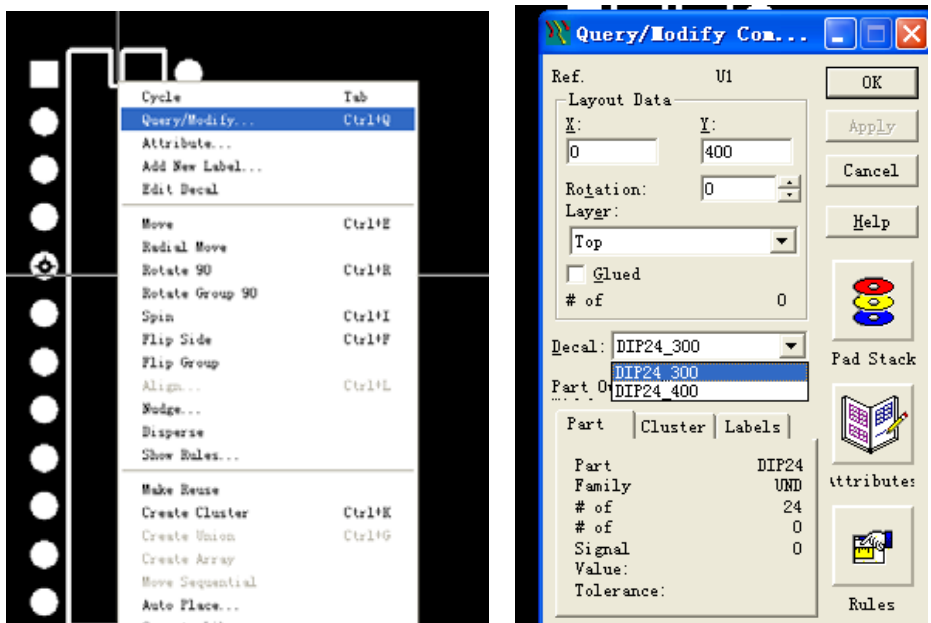 Cycle Tab
Query/Modify... Ctrl+Q
Attribute...
Add New Label...
Edit Decal
Move Ctrl+E
Radial Move
Rotate 90 Ctrl+R
Rotate Group 90
Spin Ctrl+I
Flip Side Ctrl+F
Flip Group
Align... Ctrl+L
Nudge...
Disperse
Show Rules...
Make Reuse
Create Cluster Ctrl+K
Create Union Ctrl+G
Create Array
Move Sequential
Auto Place...
Query/Modify Com...
Ref. U1
OK
Layout Data
X: Y:
Apply
0 400
Cancel
Rotation: 0
Layer:
Help
Top
Glued
# of 0
Decal: DIP24_300
Pad Stack
DIP24_300
Part O
DIP24_400
Part Cluster Labels
Part DIP24
Family UND
ttributes
# of 24
# of 0
Signal 0
Value:
Tolerance:
Rules